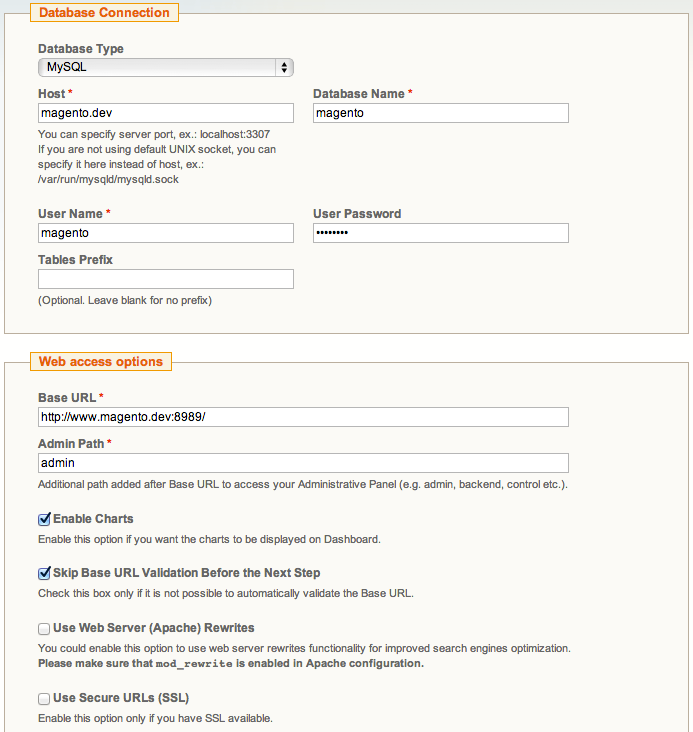 Database Connection
Database Type
MySQL
Host *
Database Name *
magento.dev
magento
You can specify server port, ex.: localhost:3307
If you are not using default UNIX socket, you can
specify it here instead of host, ex.:
/var/run/mysqld/mysqld.sock
User Name *
User Password
magento
••••••••
Tables Prefix
(Optional. Leave blank for no prefix)
Web access options
Base URL *
http://www.magento.dev:8989/
Admin Path *
admin
Additional path added after Base URL to access your Administrative Panel (e.g. admin, backend, control etc.).
Enable Charts
Enable this option if you want the charts to be displayed on Dashboard.
Skip Base URL Validation Before the Next Step
Check this box only if it is not possible to automatically validate the Base URL.
Use Web Server (Apache) Rewrites
You could enable this option to use web server rewrites functionality for improved search engines optimization.
Please make sure that mod_rewrite is enabled in Apache configuration.
Use Secure URLs (SSL)
Enable this option only if you have SSL available.